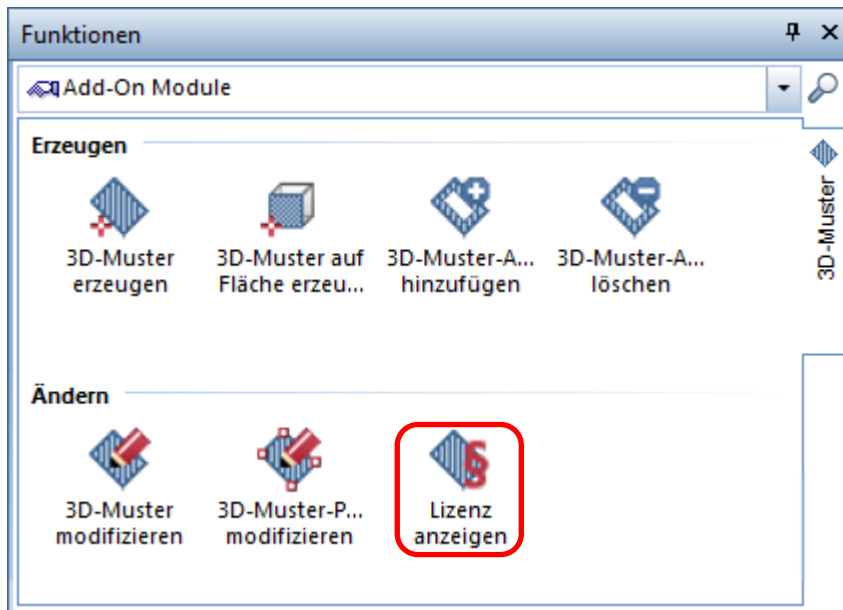 Funktionen
Add-On Module
Erzeugen
3D-Muster
erzeugen
3D-Muster auf
Fläche erzeu...
3D-Muster-A...
hinzufügen
3D-Muster-A...
löschen
3D-Muster
Ändern
3D-Muster
modifizieren
3D-Muster-P...
modifizieren
Lizenz
anzeigen